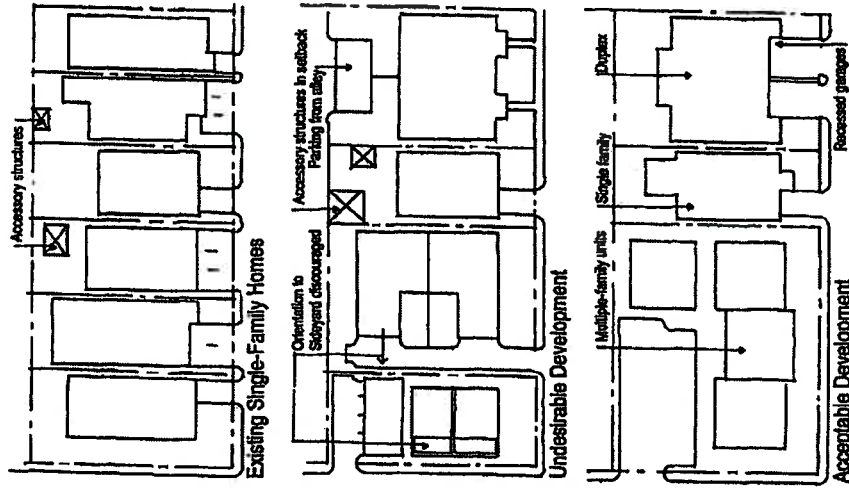 Accessory structures
Existing Single-Family Homes
Orientation to
Sideyard discouraged
Accessory structures in setback
Parking from alley
Undesirable Development
Multiple-family units
Single family
Duplex
Recessed garages
Acceptable Development